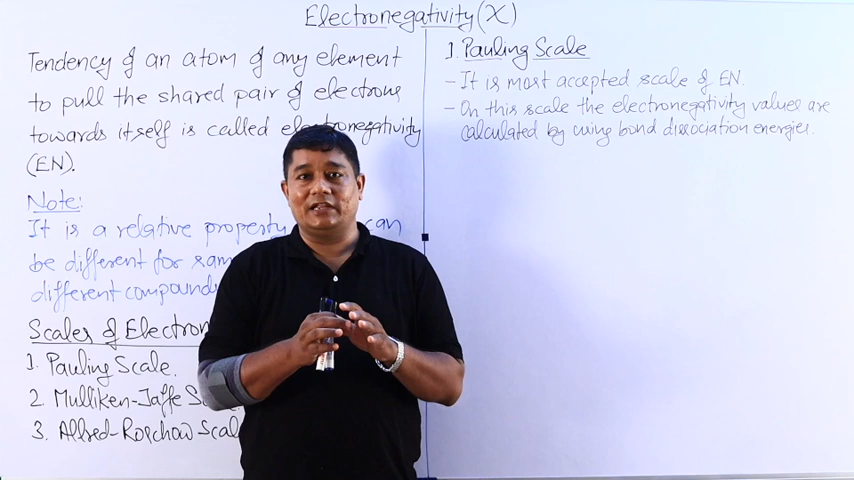 Electronegativity (X)
Tendency of an atom of any element
to pull the shared pair of electrons
towards itself is called electronegativity
(EN).
Note:
It is a relative property can
be different for sam
different compounds
Scales of Electron
1. Pauling Scale.
2. Mulliken-Jaffe S
3. Allred-Rochow Scal
1. Pauling Scale
- It is most accepted scale of EN.
- On this scale the electronegativity values are
calculated by using bond dissociation energies.